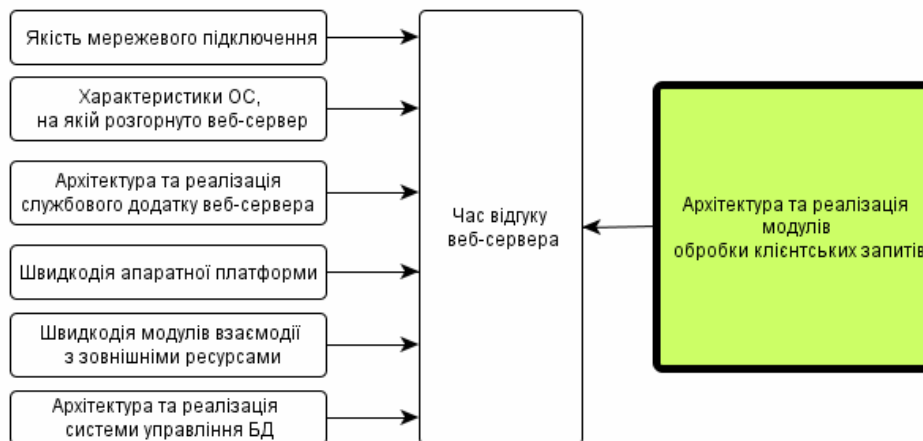 Якість мережевого підключення
Характеристики ОС,
на якій розгорнуто веб-сервер
Архітектура та реалізація
службового додатку веб-сервера
Швидкодія апаратної платформи
Швидкодія модулів взаємодії
з зовнішніми ресурсами
Архітектура та реалізація
системи управління БД
Час відгуку
веб-сервера
Архітектура та реалізація
модулів
обробки клієнтських запитів